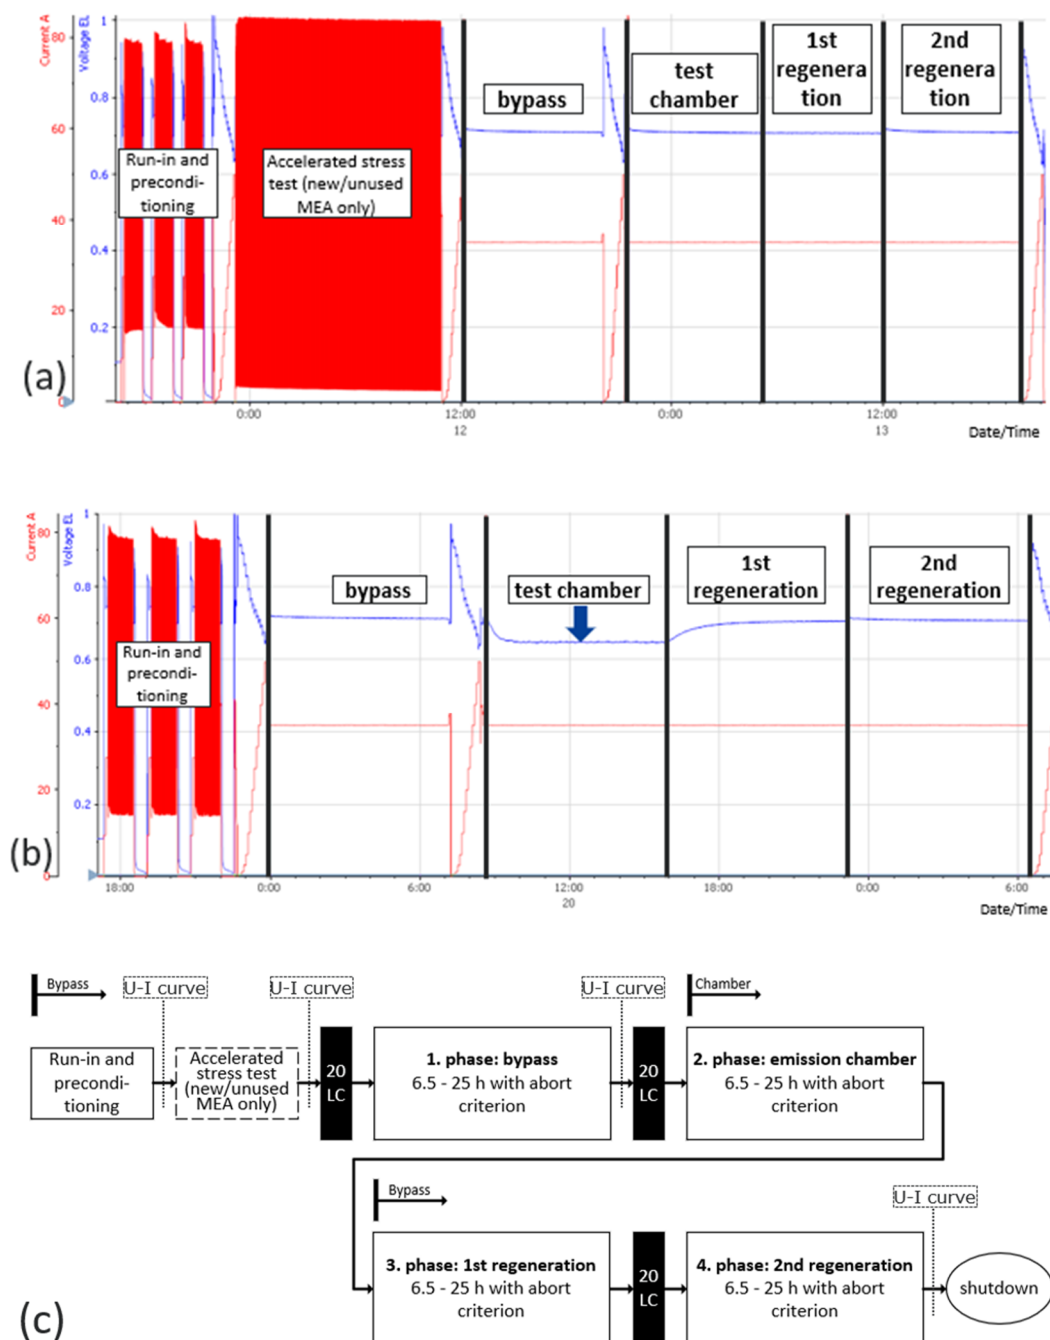 Current A
Voltage EL
80
60
40
20
0
1
0.8
0.6
0.4
0.2
Run-in and
precondi-
tioning
Accelerated stress
test (new/unused
MEA only)
bypass
test
chamber
1st
regenera
tion
2nd
regenera
tion
(a)
0:00
12:00
12
0:00
12:00
13
Date/Time
Current A
Voltage EL
80
60
40
20
0
1
0.8
0.6
0.4
0.2
Run-in and
precondi-
tioning
bypass
test chamber
1st
regeneration
2nd
regeneration
(b)
18:00
0:00
6:00
12:00
20
18:00
0:00
6:00
Date/Time
Bypass
U-I curve
U-I curve
U-I curve
Chamber
Run-in and
precondi-
tioning
Accelerated
stress test
(new/unused
MEA only)
20
LC
1. phase: bypass
6.5 - 25 h with abort
criterion
20
LC
2. phase: emission chamber
6.5 - 25 h with abort
criterion
Bypass
U-I curve
3. phase: 1st regeneration
6.5 - 25 h with abort
criterion
20
LC
4. phase: 2nd regeneration
6.5 - 25 h with abort
criterion
shutdown
(c)